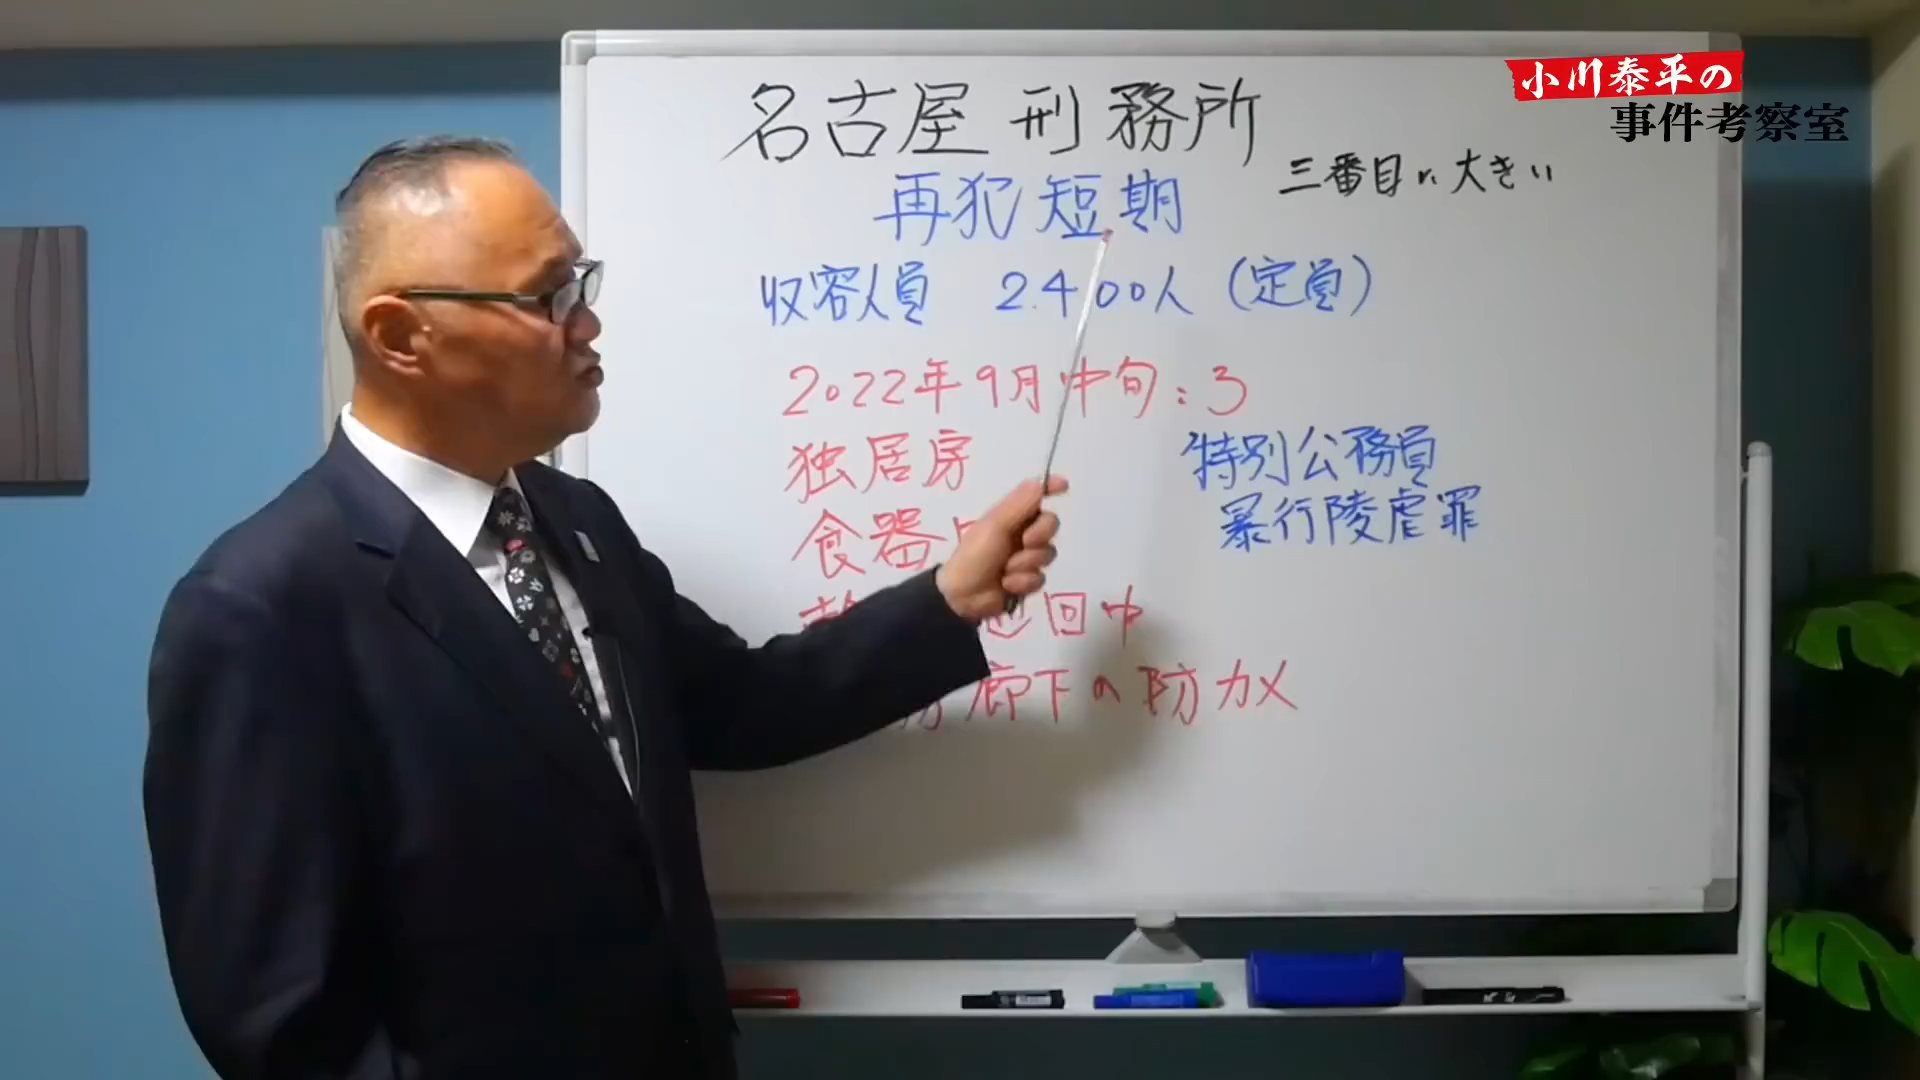 小川泰平の
事件考察室
名古屋刑務所
三番目に大きい
再犯短期
収容人員 2.400人(定員)
2022年9月中旬:3
独居房
特別公務員
食器
暴行陵虐罪
巡回中
房廊下の防カメ